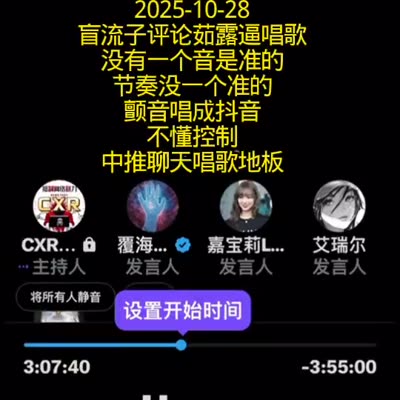 2025-10-28
盲流子评论茹露逼唱歌
没有一个音是准的
节奏没一个准的
颤音唱成抖音
不懂控制
中推聊天唱歌地板
CXR
CXR...
覆海...
嘉宝莉L...
艾瑞尔
主持人
发言人
发言人
发言人
将所有人静音
设置开始时间
3:07:40
-3:55:00